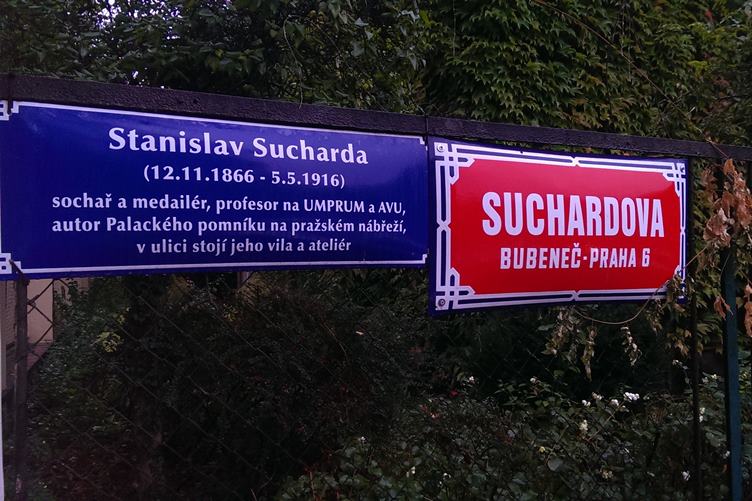 Stanislav Sucharda
(12.11.1866 - 5.5.1916)
sochař a medailér, profesor na UMPRUM a AVU,
autor Palackého pomníku na pražském nábřeží,
v ulici stojí jeho vila a ateliér
SUCHARDOVA
BUBENEČ-PRAHA 6